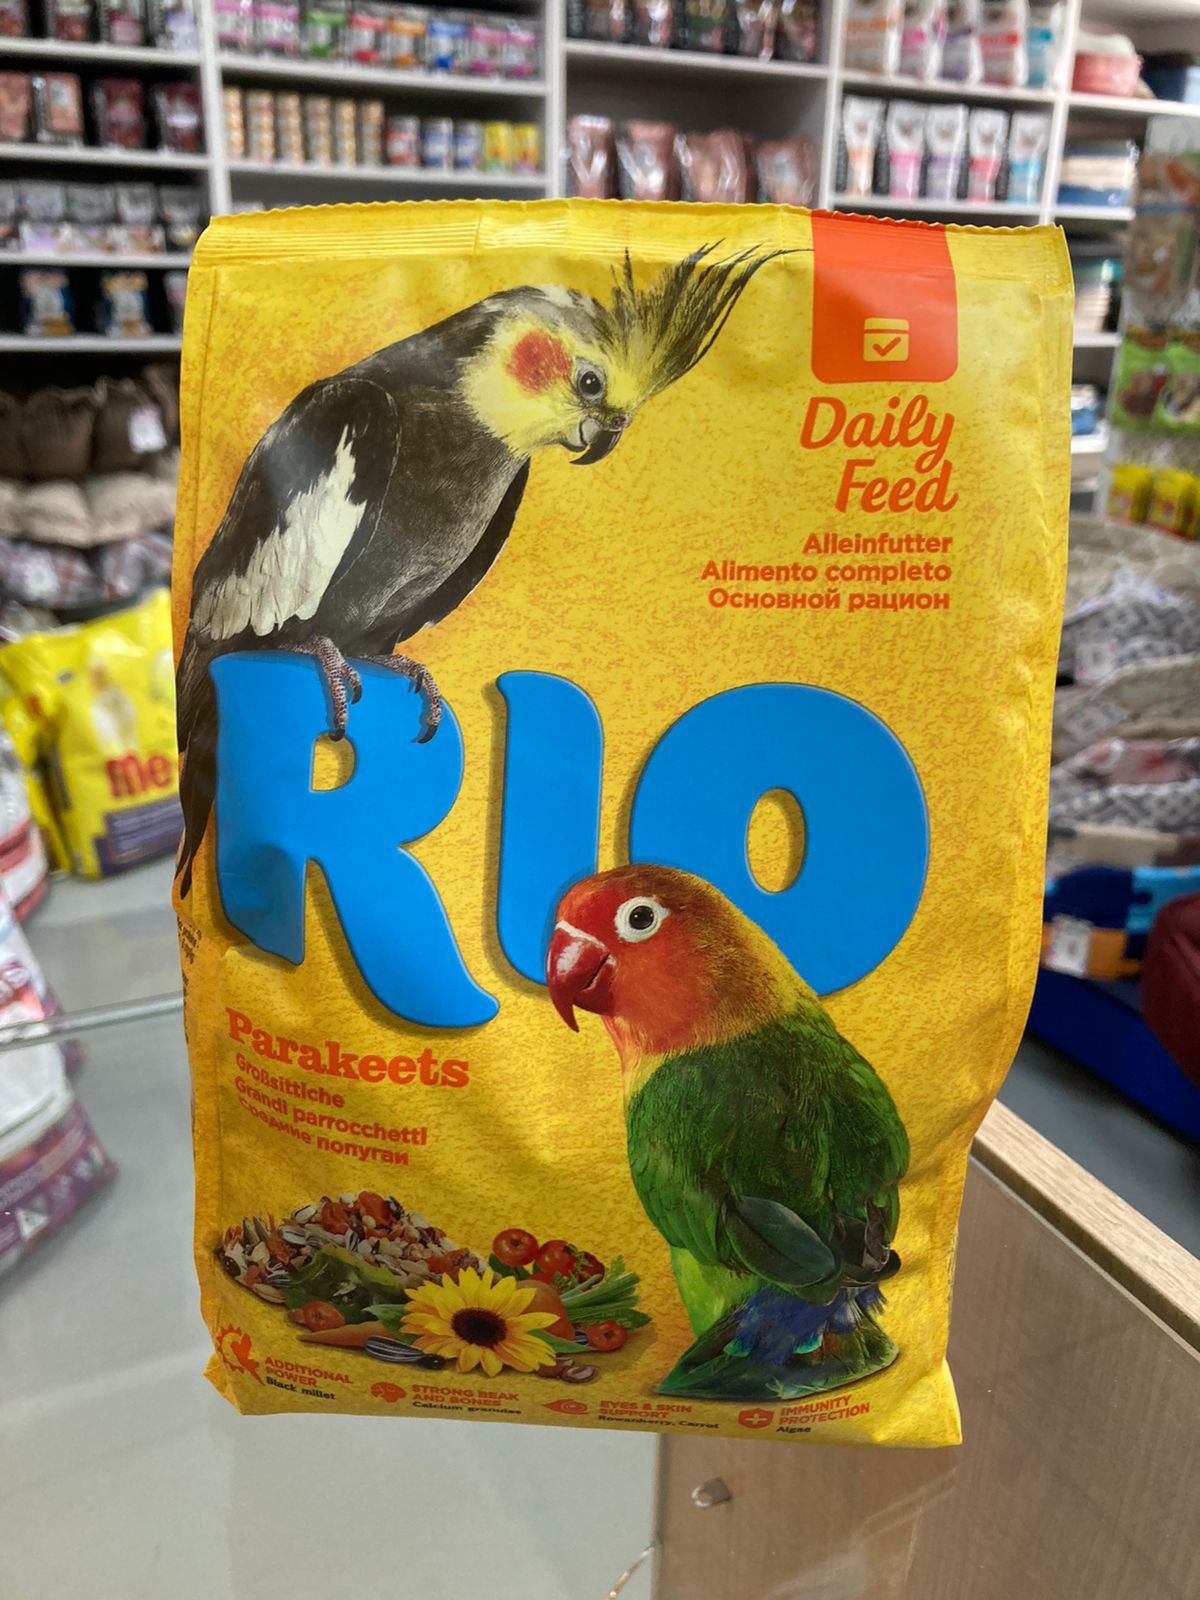 Daily
Feed
Alleinfutter
Alimento completo
Основной рацион
RIO
Parakeets
Großsittiche
Grandi parrocchetti
Средние попугаи
ADDITIONAL
POWER
Black millet
STRONG BEAK
AND BONES
Calcium granules
EYES & SKIN
SUPPORT
Rowanberry, Carrot
IMMUNITY
PROTECTION
Algae
me